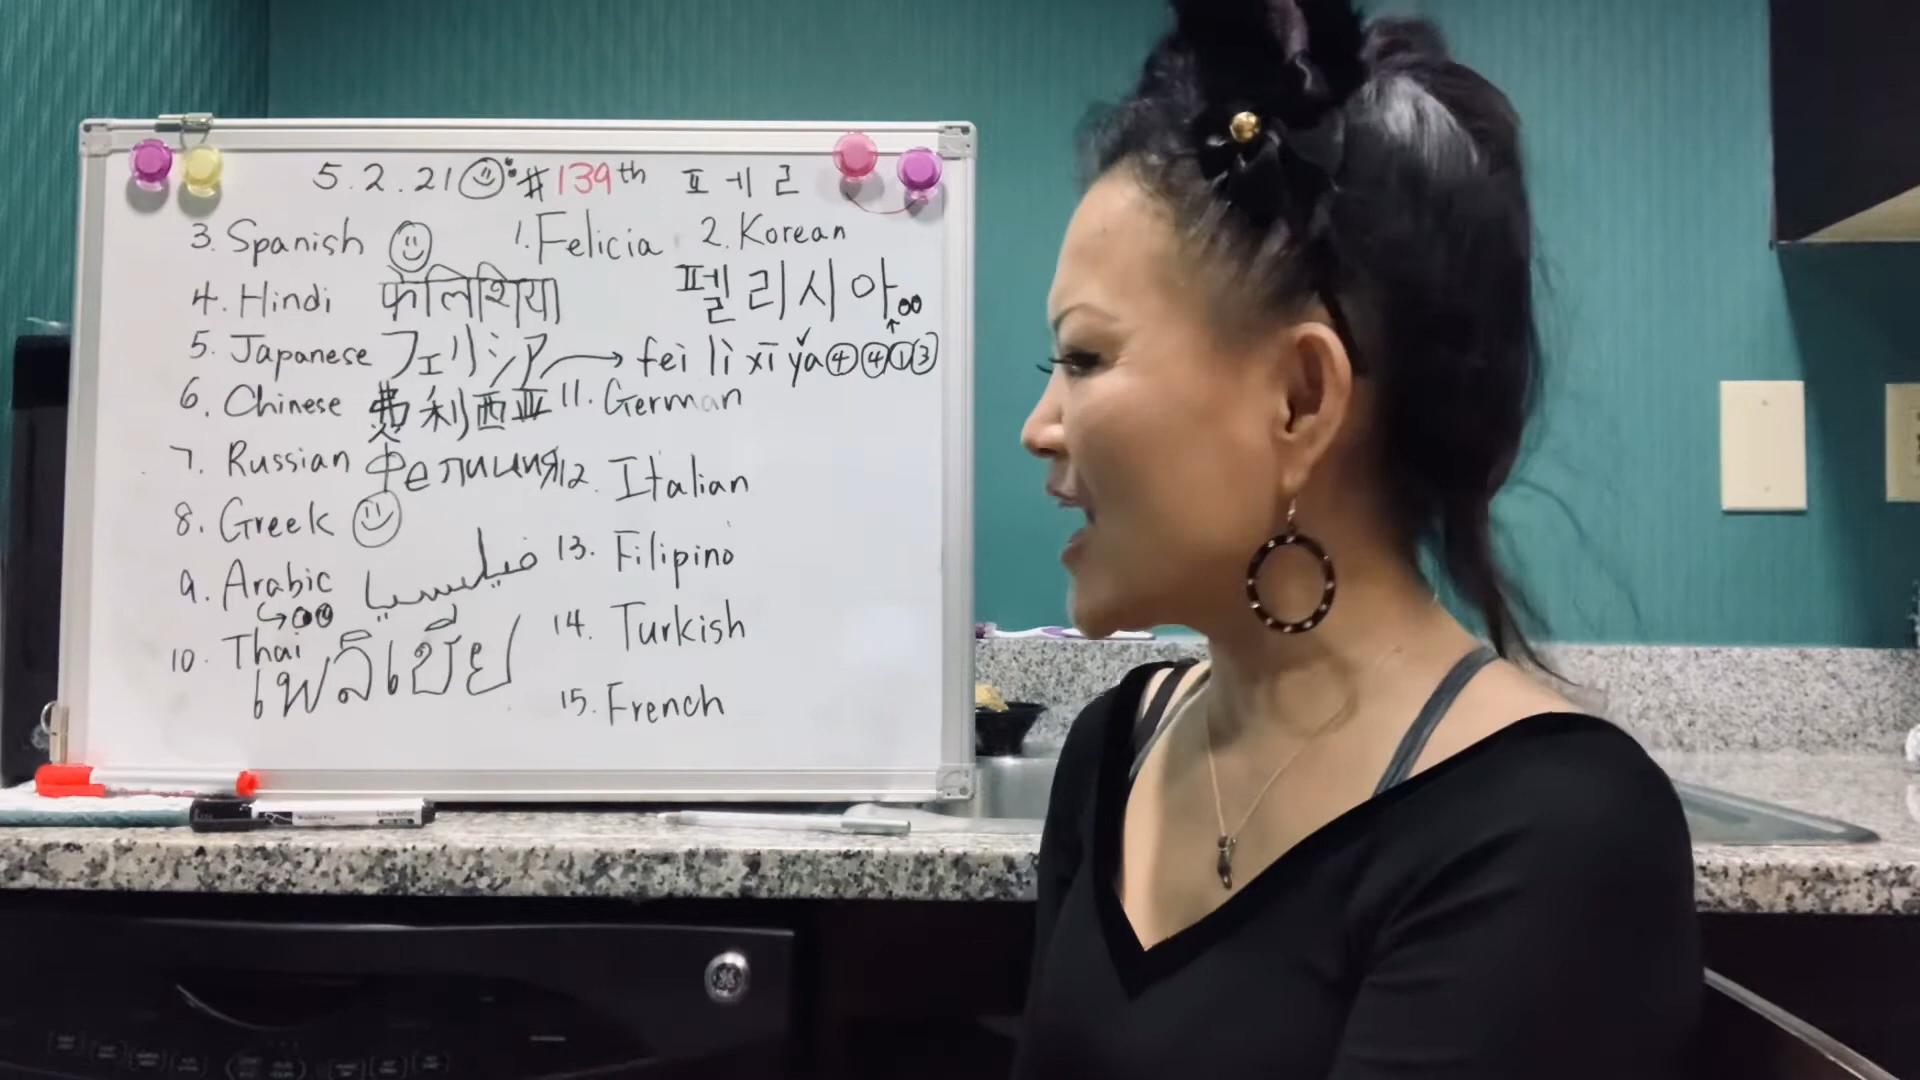 5.2.21 #139th ㅍ ㅔ ㄹ
3. Spanish 1. Felicia 2. Korean
4. Hindi फेलिशिया 펠리시아
5. Japanese フェリシア → fei lì xī yǎ ④④①③
6. Chinese 费利西亚 11. German
7. Russian Фелиция 12. Italian
8. Greek
9. Arabic فيليسيا 13. Filipino
10. Thai 14. Turkish
เฟลิเซีย
15. French
GE